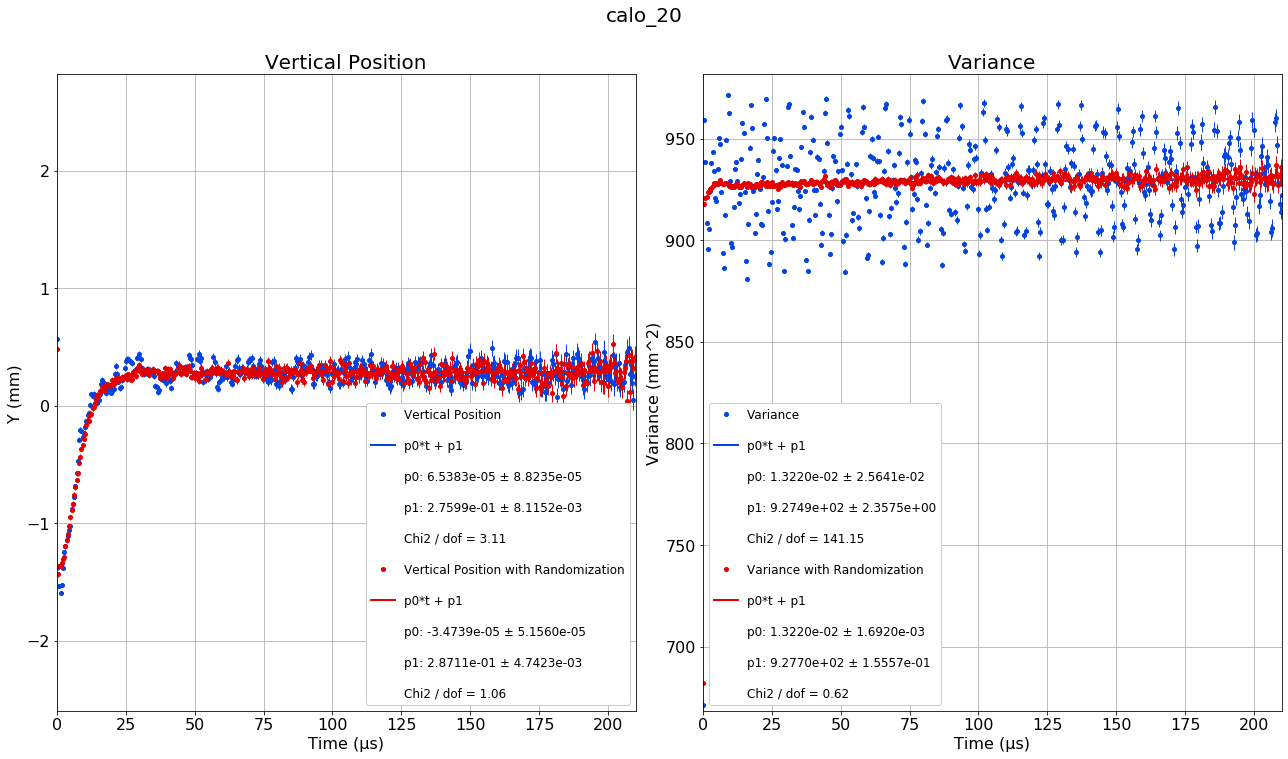 calo_20
Vertical Position
2
1
0
−1
−2
Y (mm)
0 25 50 75 100 125 150 175 200
Time (μs)
Vertical Position
p0*t + p1
p0: 6.5383e-05 ± 8.8235e-05
p1: 2.7599e-01 ± 8.1152e-03
Chi2 / dof = 3.11
Vertical Position with Randomization
p0*t + p1
p0: -3.4739e-05 ± 5.1560e-05
p1: 2.8711e-01 ± 4.7423e-03
Chi2 / dof = 1.06
Variance
950
900
850
800
750
700
Variance (mm^2)
0 25 50 75 100 125 150 175 200
Time (μs)
Variance
p0*t + p1
p0: 1.3220e-02 ± 2.5641e-02
p1: 9.2749e+02 ± 2.3575e+00
Chi2 / dof = 141.15
Variance with Randomization
p0*t + p1
p0: 1.3220e-02 ± 1.6920e-03
p1: 9.2770e+02 ± 1.5557e-01
Chi2 / dof = 0.62